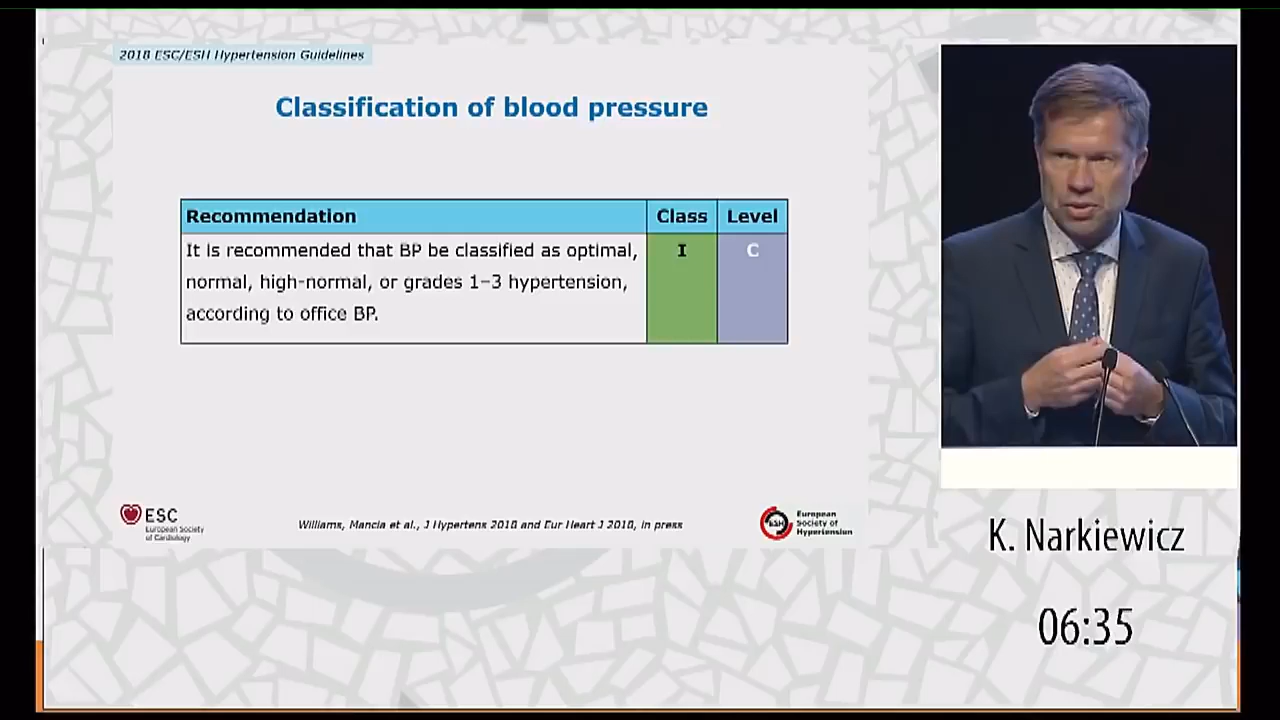 2018 ESC/ESH Hypertension Guidelines
Classification of blood pressure
Recommendation Class Level
It is recommended that BP be classified as optimal, I C
normal, high-normal, or grades 1–3 hypertension,
according to office BP.
ESC
European Society
of Cardiology
Williams, Mancia et al., J Hypertens 2018 and Eur Heart J 2018, in press
ESH
European
Society of
Hypertension
K. Narkiewicz
06:35